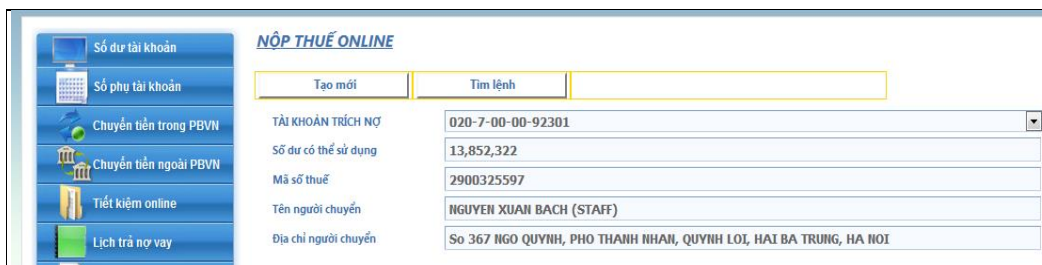 Số dư tài khoản
Sổ phụ tài khoản
Chuyển tiền trong PBVN
Chuyển tiền ngoài PBVN
Tiết kiệm online
Lịch trả nợ vay
NỘP THUẾ ONLINE
Tạo mới
Tìm lệnh
TÀI KHOẢN TRÍCH NỢ
020-7-00-00-92301
Số dư có thể sử dụng
13,852,322
Mã số thuế
2900325597
Tên người chuyển
NGUYEN XUAN BACH (STAFF)
Địa chỉ người chuyển
So 367 NGO QUYNH, PHO THANH NHAN, QUYNH LOI, HAI BA TRUNG, HA NOI